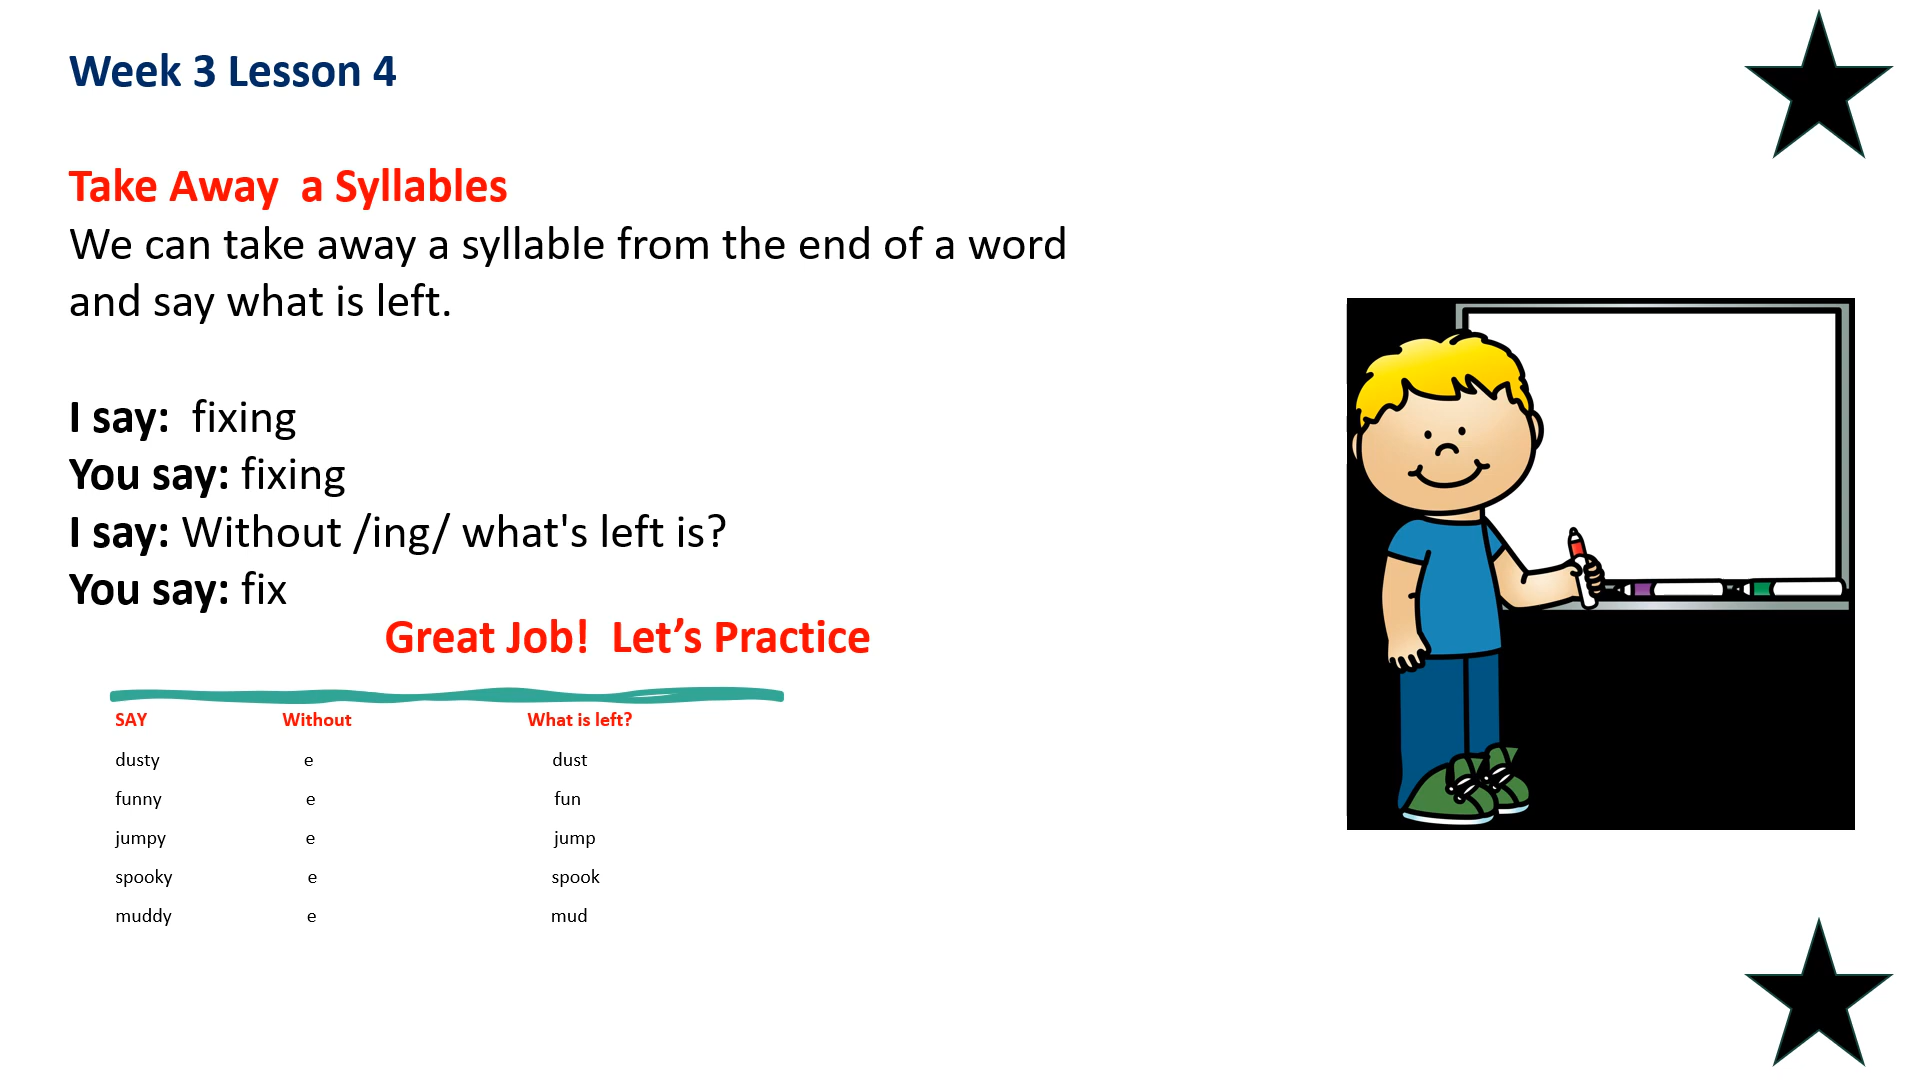 Week 3 Lesson 4
Take Away  a Syllables
We can take away a syllable from the end of a word
and say what is left.
I say:  fixing
You say: fixing
I say: Without /ing/ what's left is?
You say: fix
Great Job!  Let’s Practice
SAY Without What is left?
dusty e dust
funny e fun
jumpy e jump
spooky e spook
muddy e mud